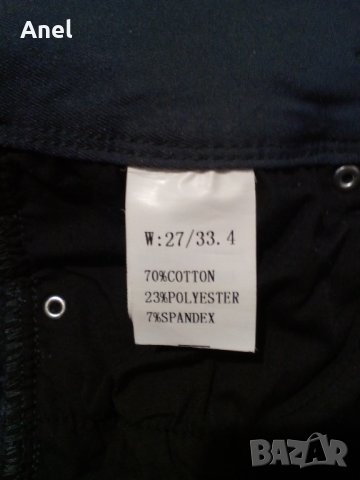 Anel
W:27/33.4
70%COTTON
23%POLYESTER
7%SPANDEX
BAZAR